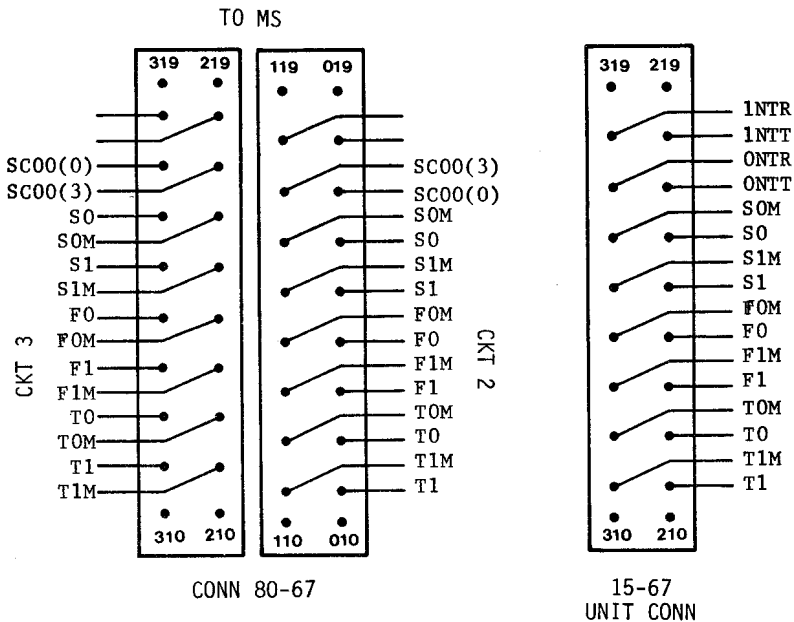 TO MS
319 219
SC00(0)
SC00(3)
S0
S0M
S1
S1M
F0
F0M
F1
F1M
T0
T0M
T1
T1M
310 210
CKT 3
119 019
SC00(3)
SC00(0)
S0M
S0
S1M
S1
F0M
F0
F1M
F1
T0M
T0
T1M
T1
110 010
CKT 2
CONN 80-67
319 219
1NTR
1NTT
0NTR
0NTT
S0M
S0
S1M
S1
F0M
F0
F1M
F1
T0M
T0
T1M
T1
310 210
15-67
UNIT CONN